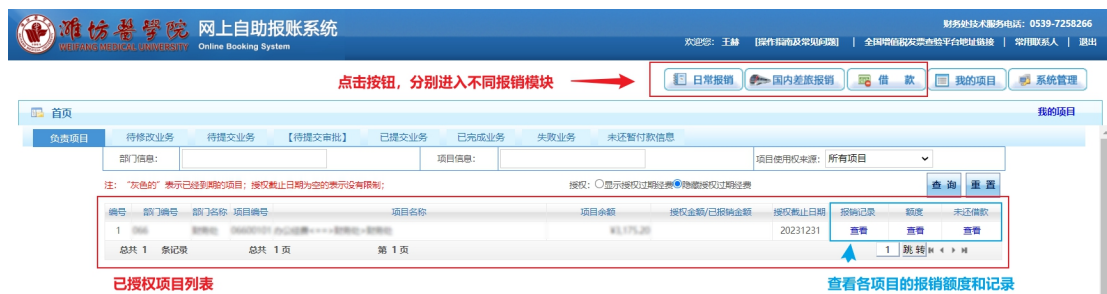 财务处技术服务电话：0539-7258266
潍坊医学院 网上自助报账系统
WEIFANG MEDICAL UNIVERSITY Online Booking System
欢迎您：王赫 [操作指南及常见问题] | 全国增值税发票查验平台地址链接 | 常用联系人 | 退出
点击按钮，分别进入不同报销模块 日常报销 国内差旅报销 借 款 我的项目 系统管理
首页 我的项目
负责项目 待修改业务 待提交业务 【待提交审批】 已提交业务 已完成业务 失败业务 未还暂付款信息
部门信息： 项目信息： 项目使用权来源：所有项目
注：“灰色的”表示已经到期的项目；授权截止日期为空的表示没有限制； 授权：显示授权过期经费 隐藏授权过期经费 查 询 重 置
编号 部门编号 部门名称 项目编号 项目名称 项目余额 授权金额/已报销金额 授权截止日期 报销记录 额度 未还借款
1 20231231 查看 查看 查看
总共 1 条记录 总共 1 页 第 1 页 1 跳 转
已授权项目列表 查看各项目的报销额度和记录